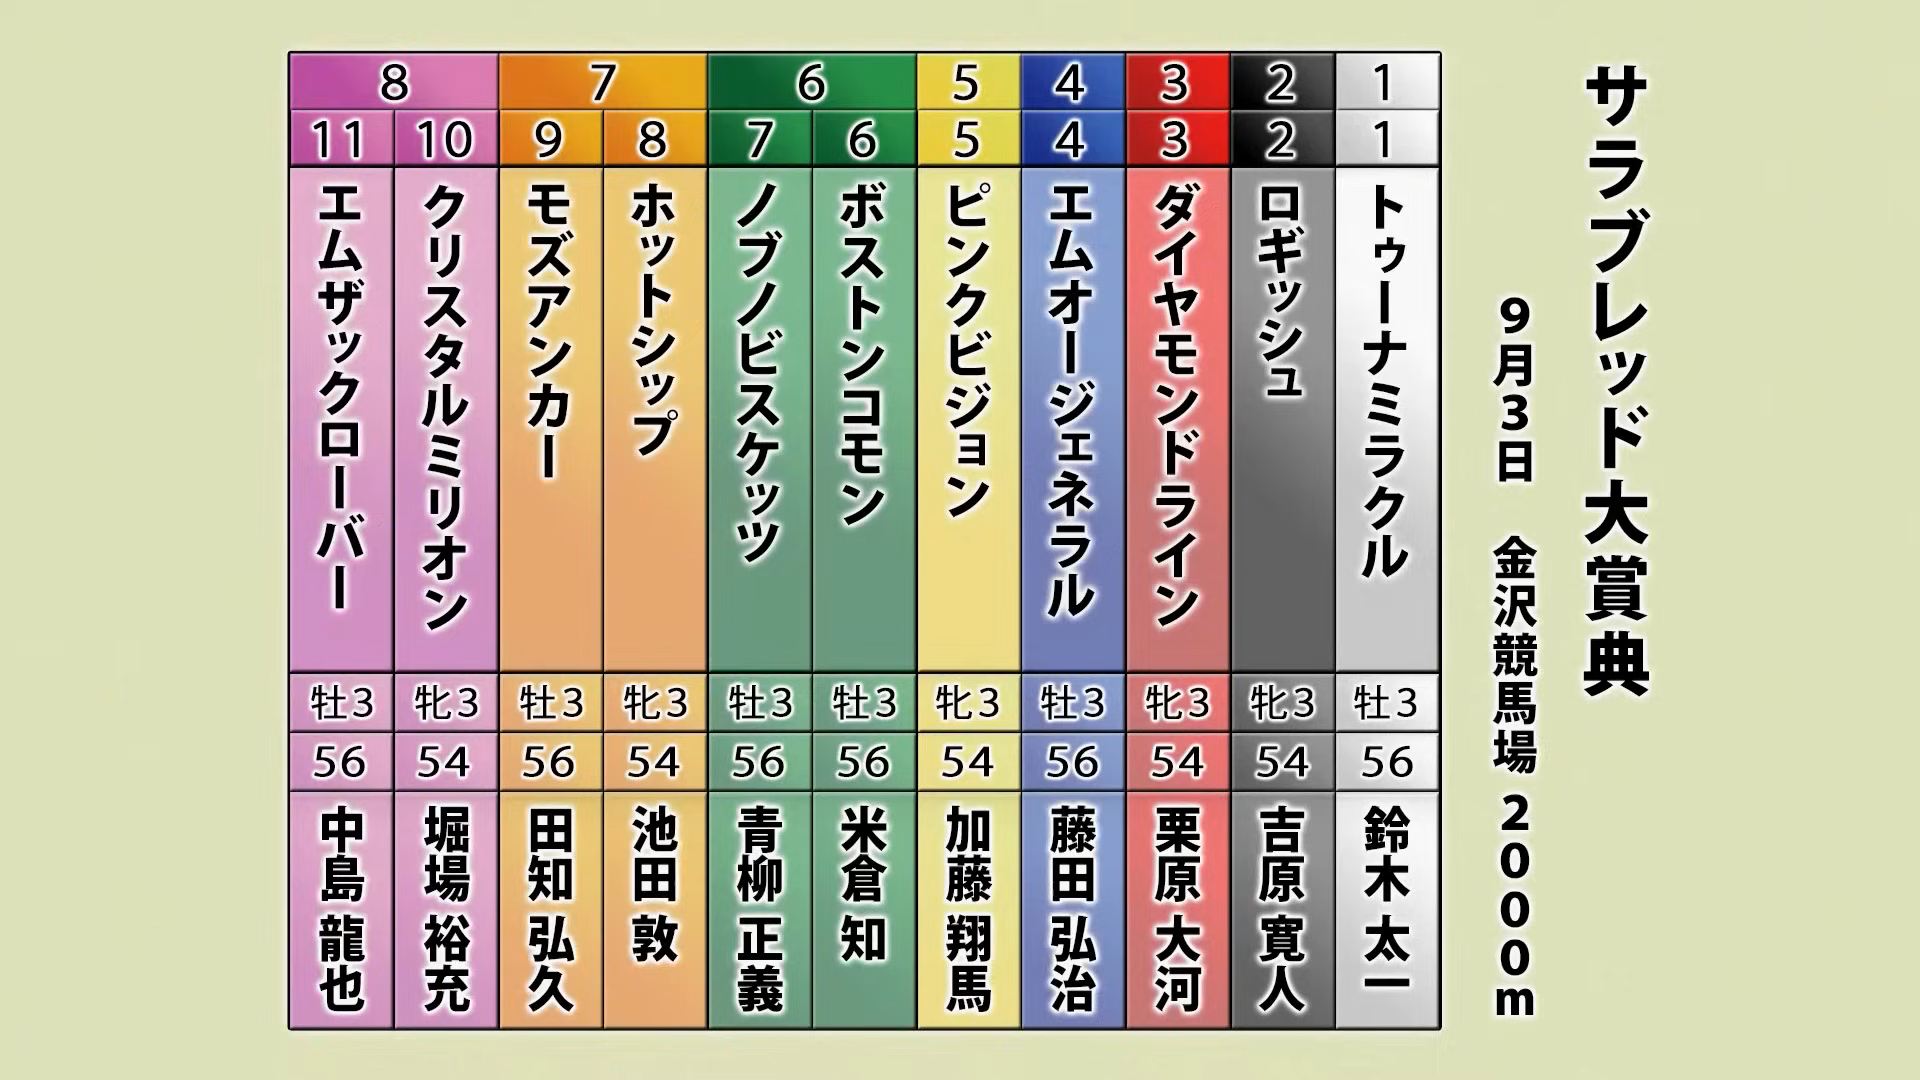 サラブレッド大賞典
9月3日 金沢競馬場 2000m
1 1 トゥーナミラクル 牡3 56 鈴木 太一
2 2 ロギッシュ 牝3 54 吉原 寛人
3 3 ダイヤモンドライン 牝3 54 栗原 大河
4 4 エムオージェネラル 牡3 56 藤田 弘治
5 5 ピンクビジョン 牝3 54 加藤 翔馬
6 6 ボストンコモン 牡3 56 米倉 知
7 ノブノビスケッツ 牡3 56 青柳 正義
7 8 ホットシップ 牝3 54 池田 敦
9 モズアンカー 牡3 56 田知 弘久
8 10 クリスタルミリオン 牝3 54 堀場 裕充
11 エムザックローバー 牡3 56 中島 龍也